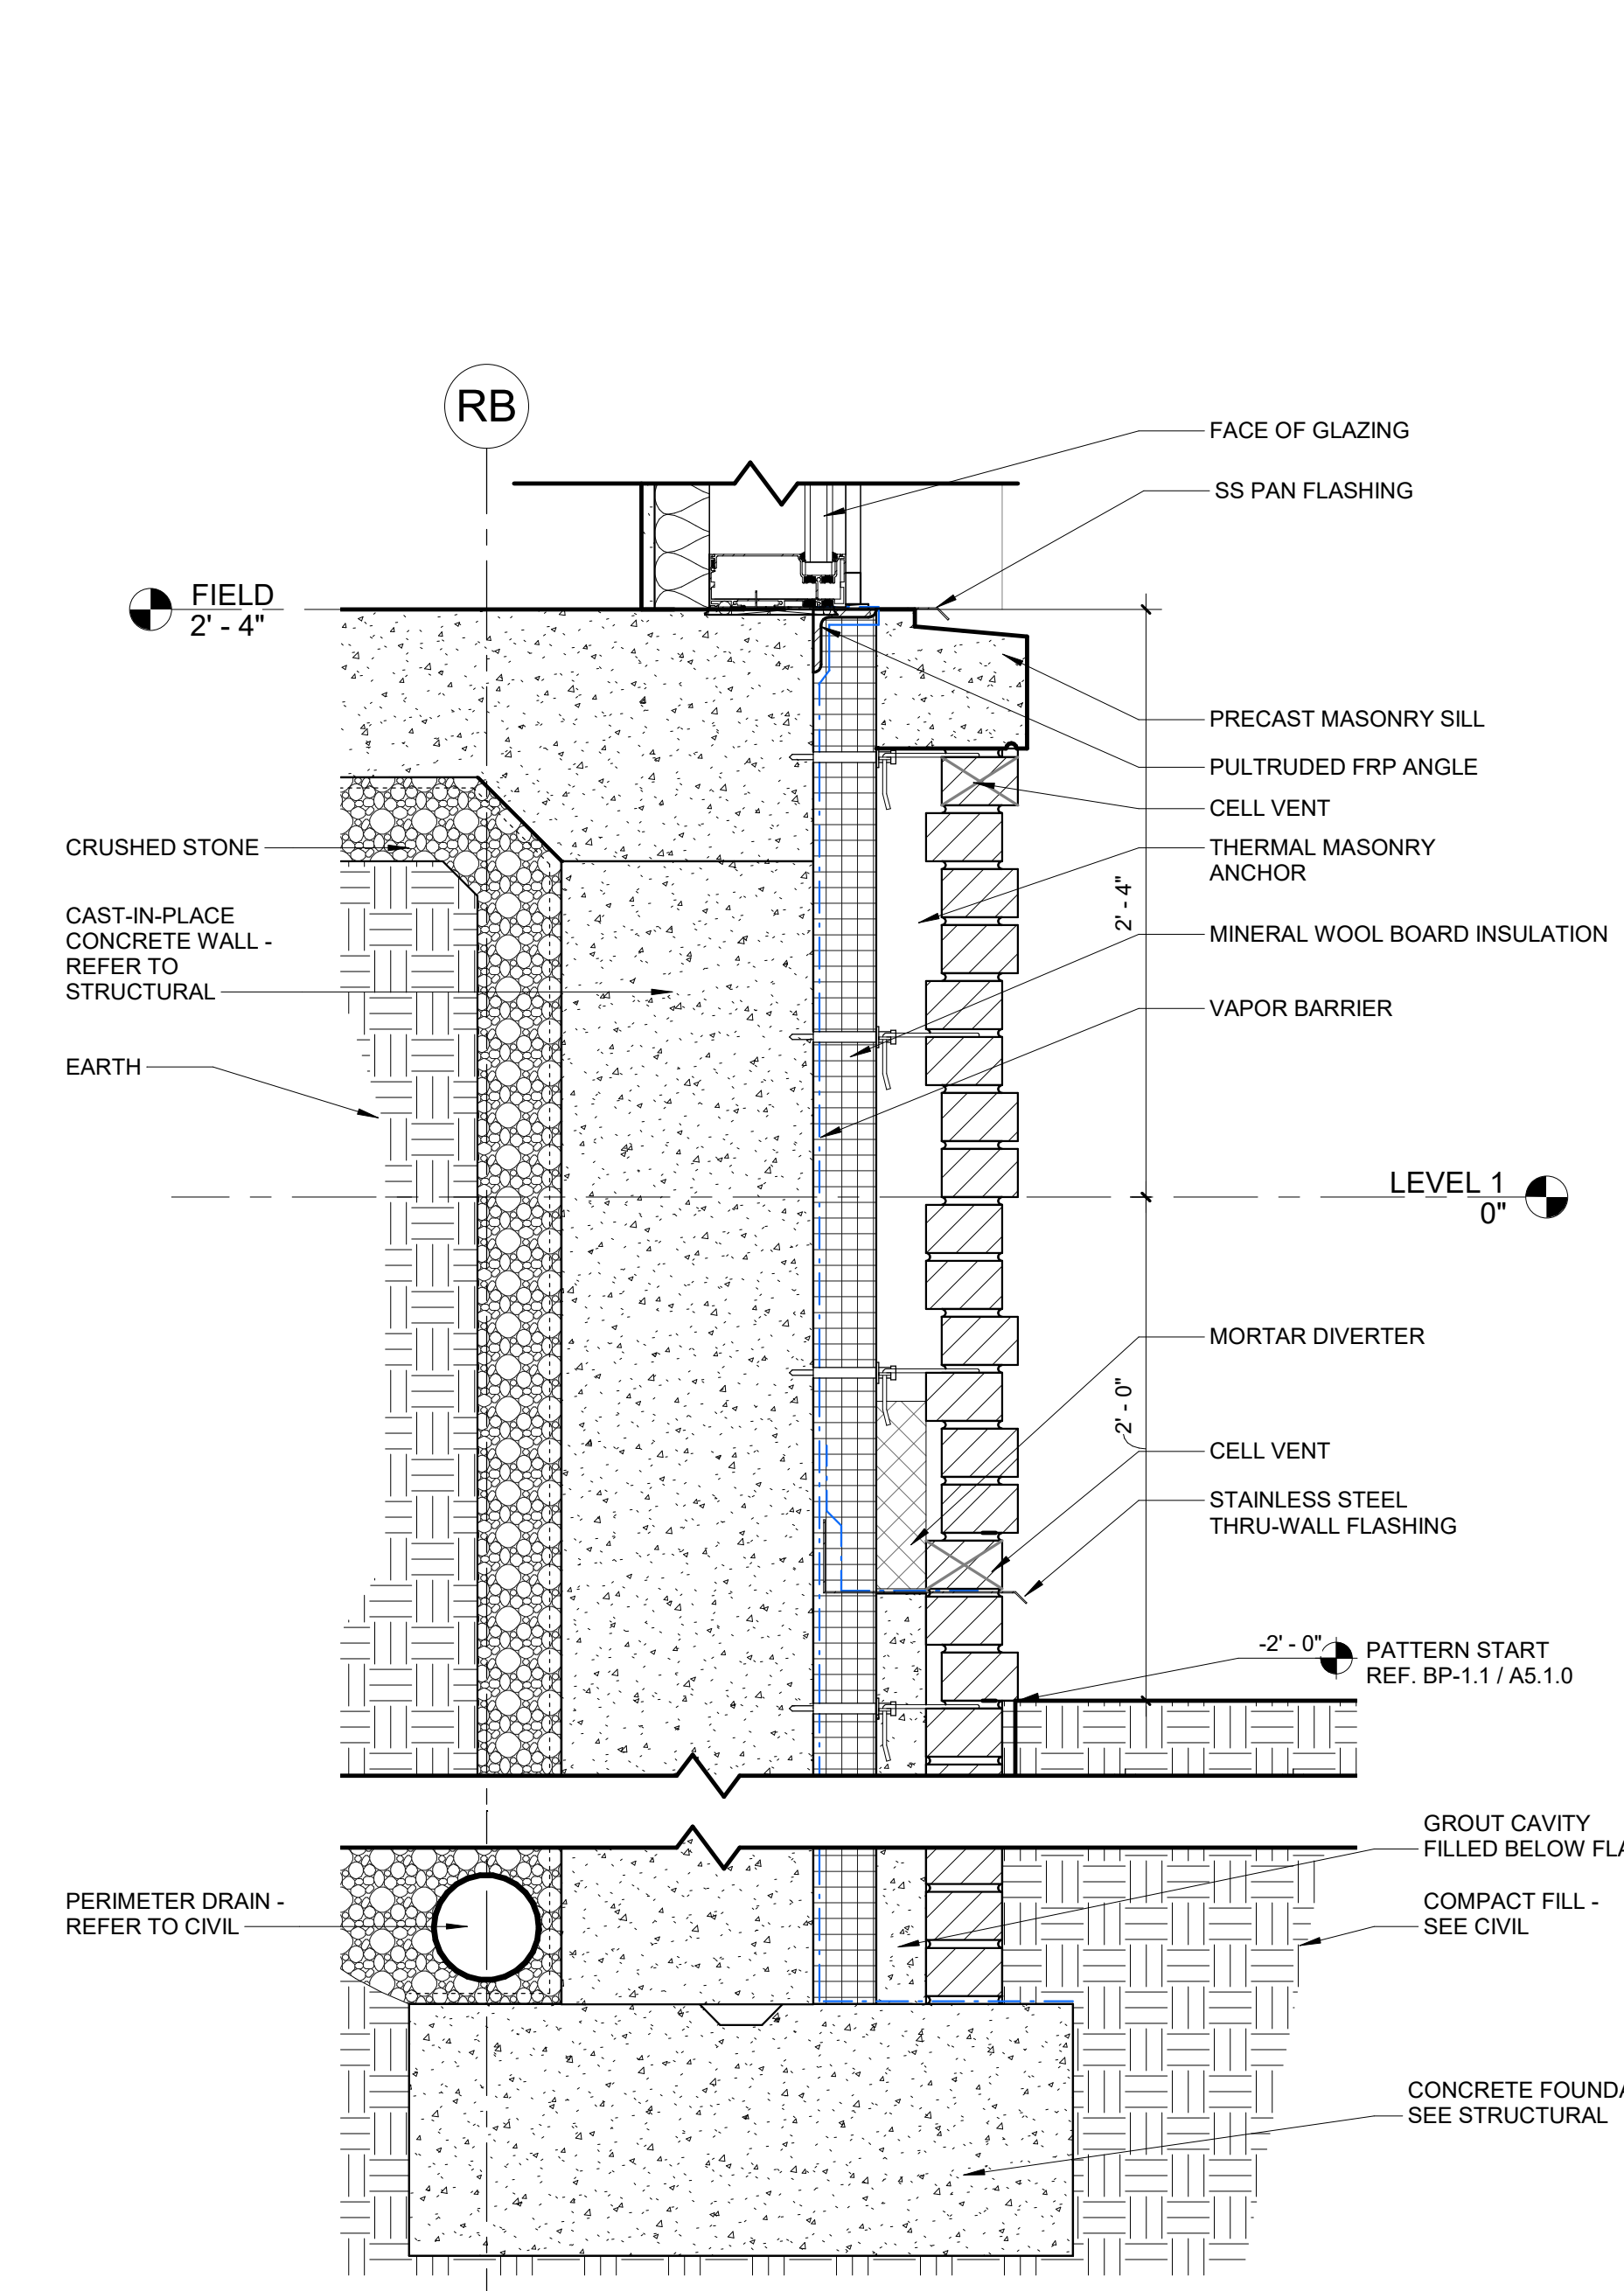 RB
FACE OF GLAZING
SS PAN FLASHING
FIELD
2' - 4"
PRECAST MASONRY SILL
PULTRUDED FRP ANGLE
CELL VENT
CRUSHED STONE
THERMAL MASONRY
ANCHOR
2' - 4"
CAST-IN-PLACE
CONCRETE WALL -
REFER TO
STRUCTURAL
MINERAL WOOL BOARD INSULATION
VAPOR BARRIER
EARTH
LEVEL 1
0"
MORTAR DIVERTER
2' - 0"
CELL VENT
STAINLESS STEEL
THRU-WALL FLASHING
-2' - 0"
PATTERN START
REF. BP-1.1 / A5.1.0
GROUT CAVITY
FILLED BELOW
PERIMETER DRAIN -
REFER TO CIVIL
COMPACT FILL -
SEE CIVIL
CONCRETE
SEE STRUCTURAL